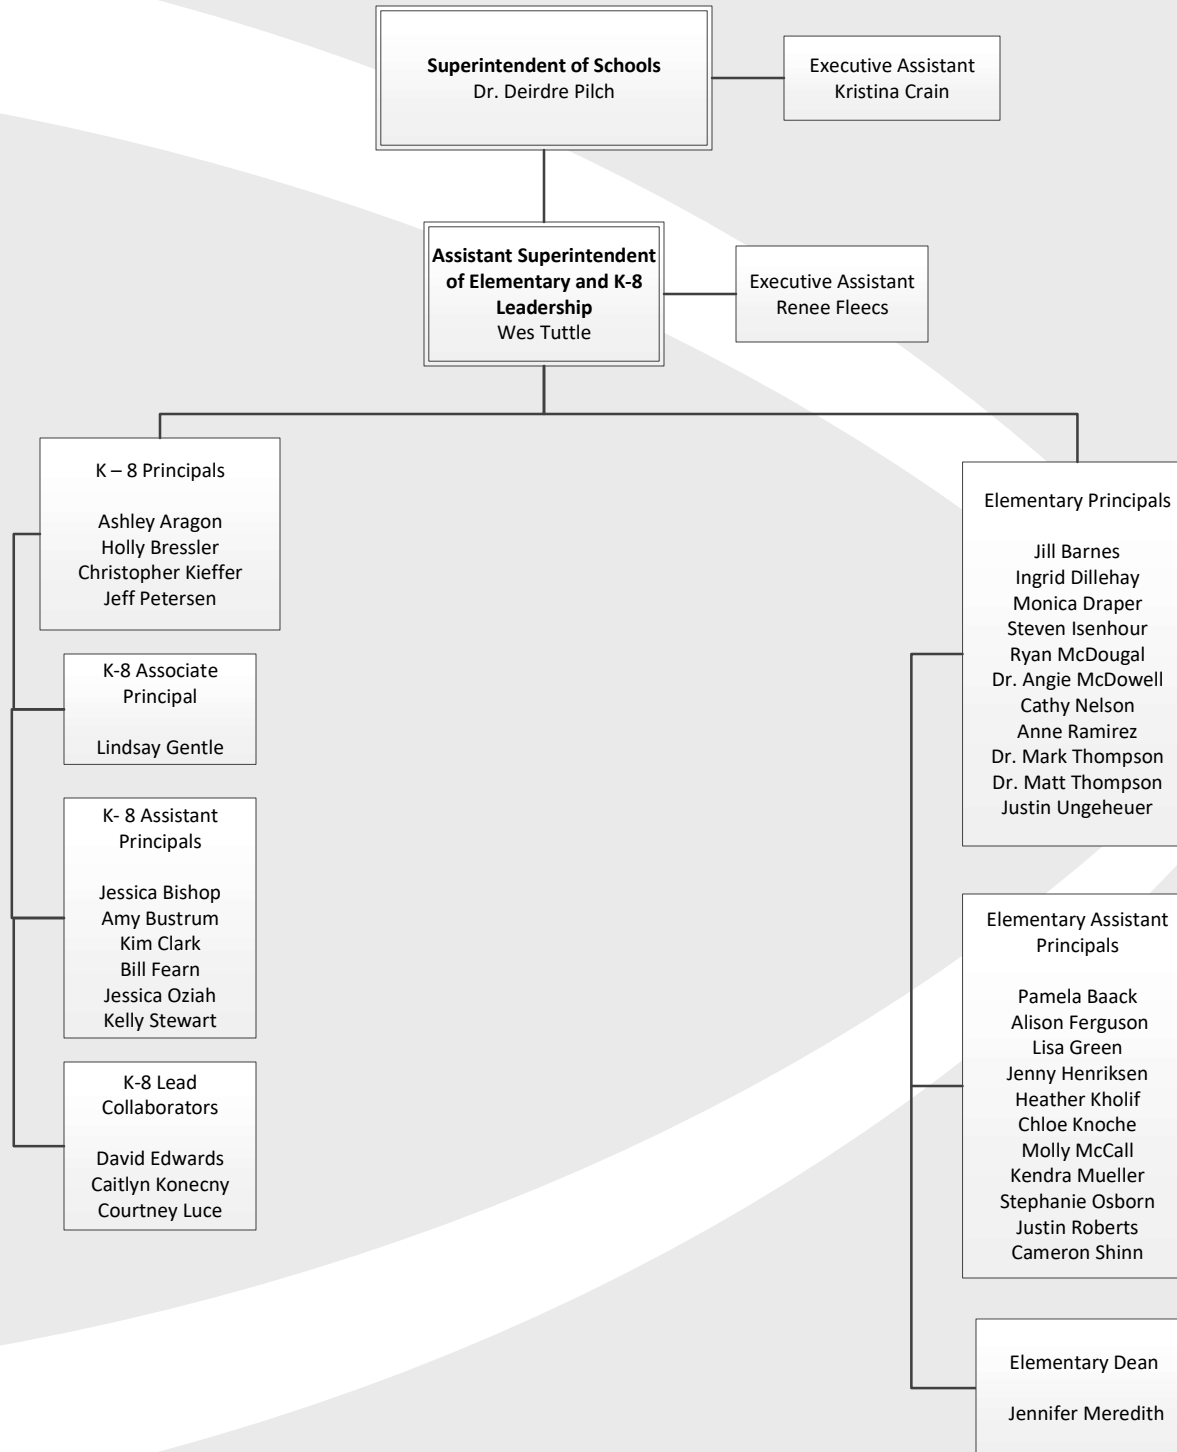 Superintendent of Schools
Dr. Deirdre Pilch
Executive Assistant
Kristina Crain
Assistant Superintendent
of Elementary and K-8
Leadership
Wes Tuttle
Executive Assistant
Renee Fleecs
K – 8 Principals
Ashley Aragon
Holly Bressler
Christopher Kieffer
Jeff Petersen
K-8 Associate
Principal
Lindsay Gentle
K- 8 Assistant
Principals
Jessica Bishop
Amy Bustrum
Kim Clark
Bill Fearn
Jessica Oziah
Kelly Stewart
K-8 Lead
Collaborators
David Edwards
Caitlyn Konecny
Courtney Luce
Elementary Principals
Jill Barnes
Ingrid Dillehay
Monica Draper
Steven Isenhour
Ryan McDougal
Dr. Angie McDowell
Cathy Nelson
Anne Ramirez
Dr. Mark Thompson
Dr. Matt Thompson
Justin Ungeheuer
Elementary Assistant
Principals
Pamela Baack
Alison Ferguson
Lisa Green
Jenny Henriksen
Heather Kholif
Chloe Knoche
Molly McCall
Kendra Mueller
Stephanie Osborn
Justin Roberts
Cameron Shinn
Elementary Dean
Jennifer Meredith